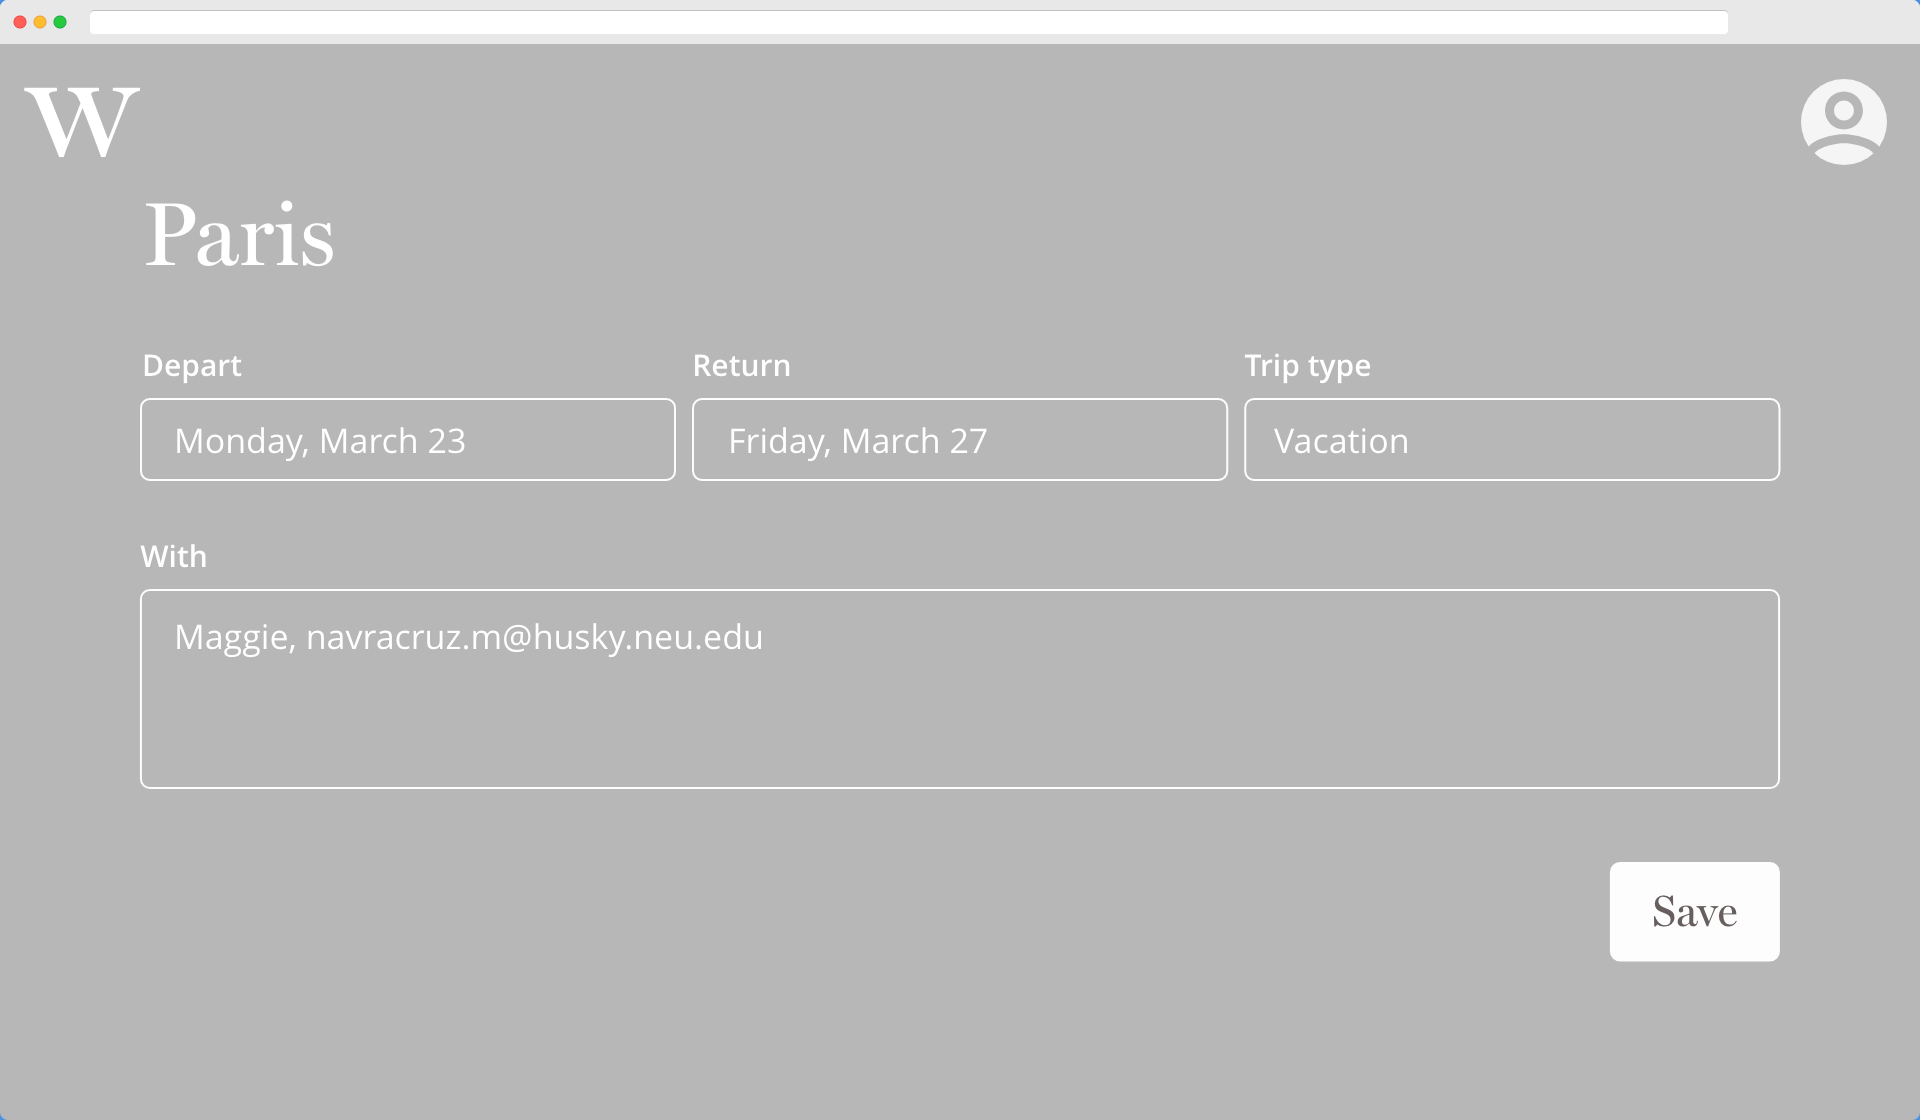 W
Paris
Depart
Return
Trip type
Monday, March 23
Friday, March 27
Vacation
With
Maggie, navracruz.m@husky.neu.edu
Save